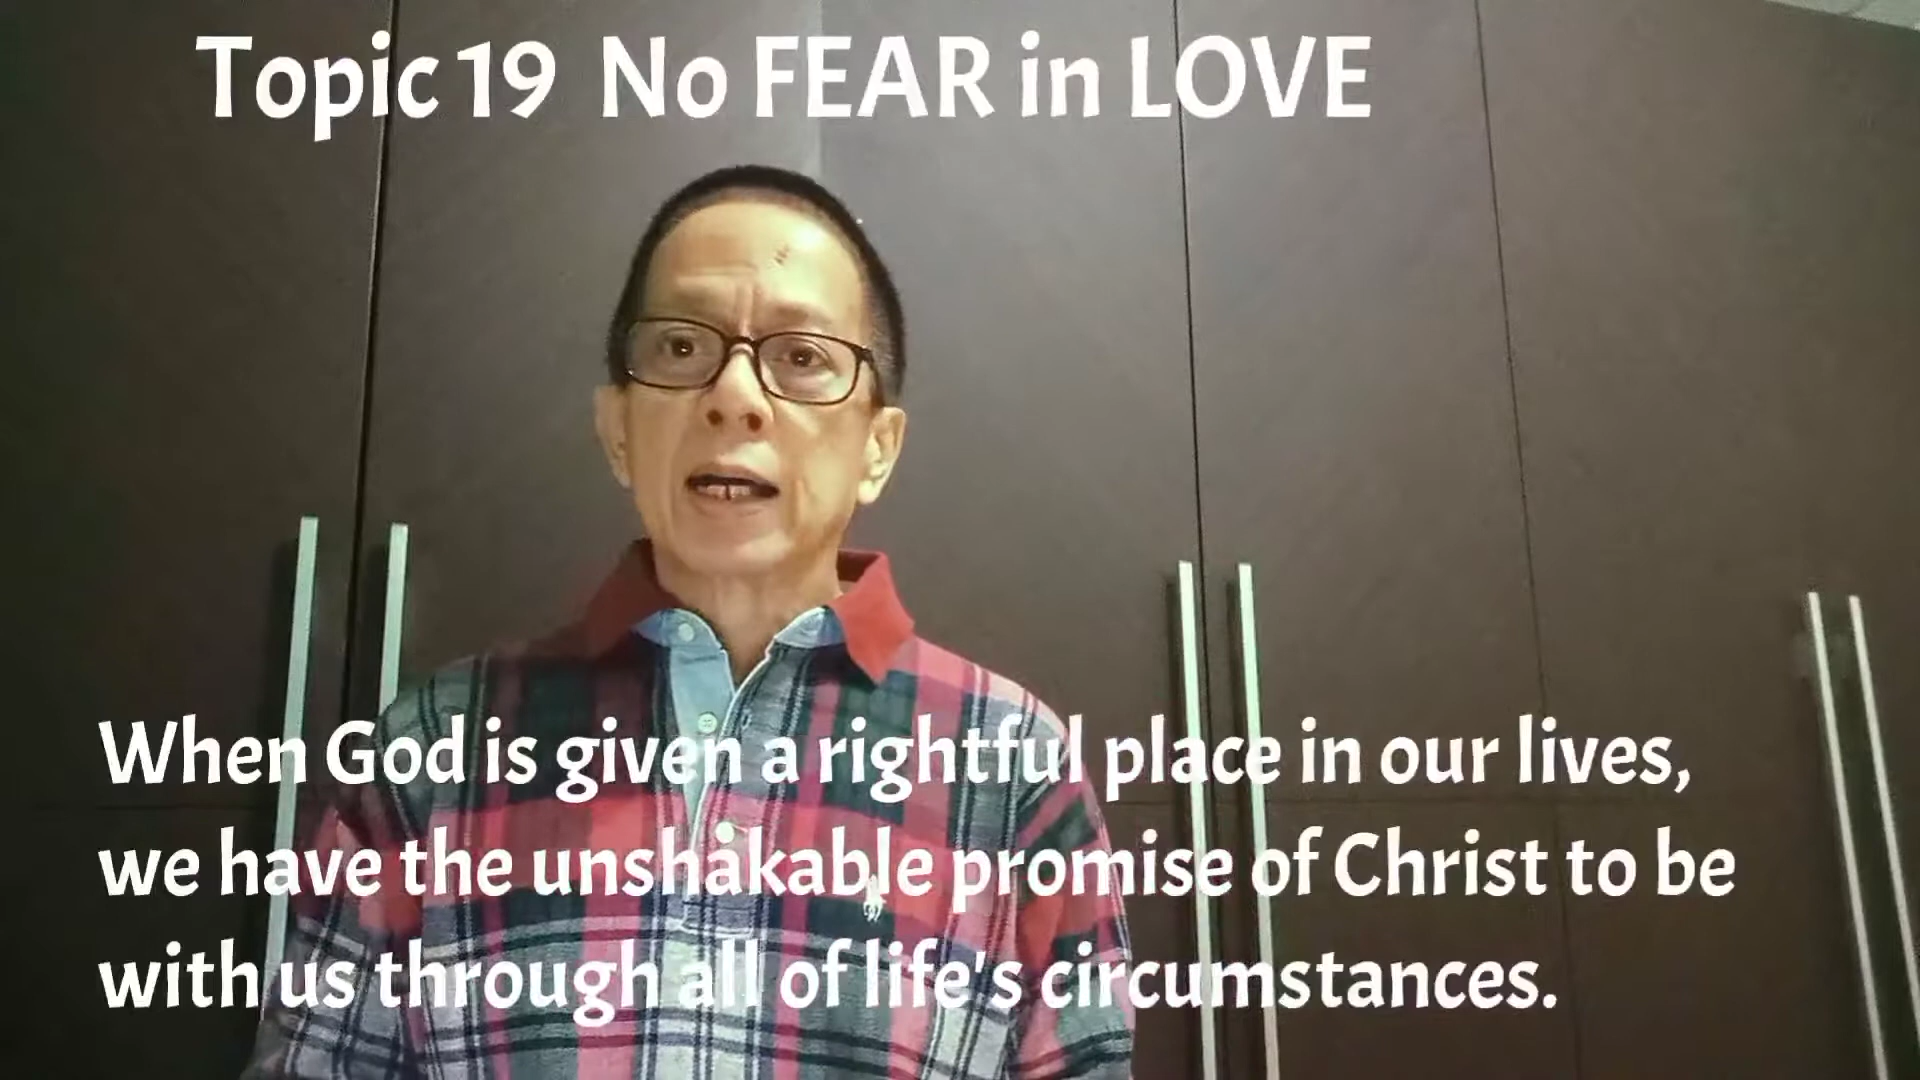 Topic 19 No FEAR in LOVE
When God is given a rightful place in our lives,
we have the unshakable promise of Christ to be
with us through all of life's circumstances.